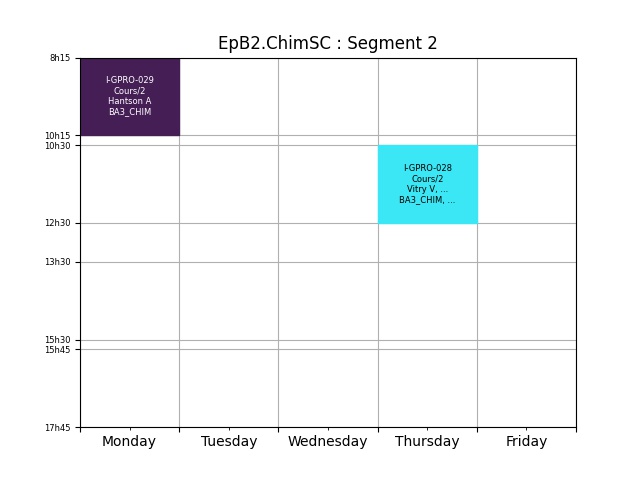 EpB2.ChimSC : Segment 2
8h15
I-GPRO-029
Cours/2
Hantson A
BA3_CHIM
10h15
10h30
I-GPRO-028
Cours/2
Vitry V, ...
BA3_CHIM, ...
12h30
13h30
15h30
15h45
17h45
Monday Tuesday Wednesday Thursday Friday